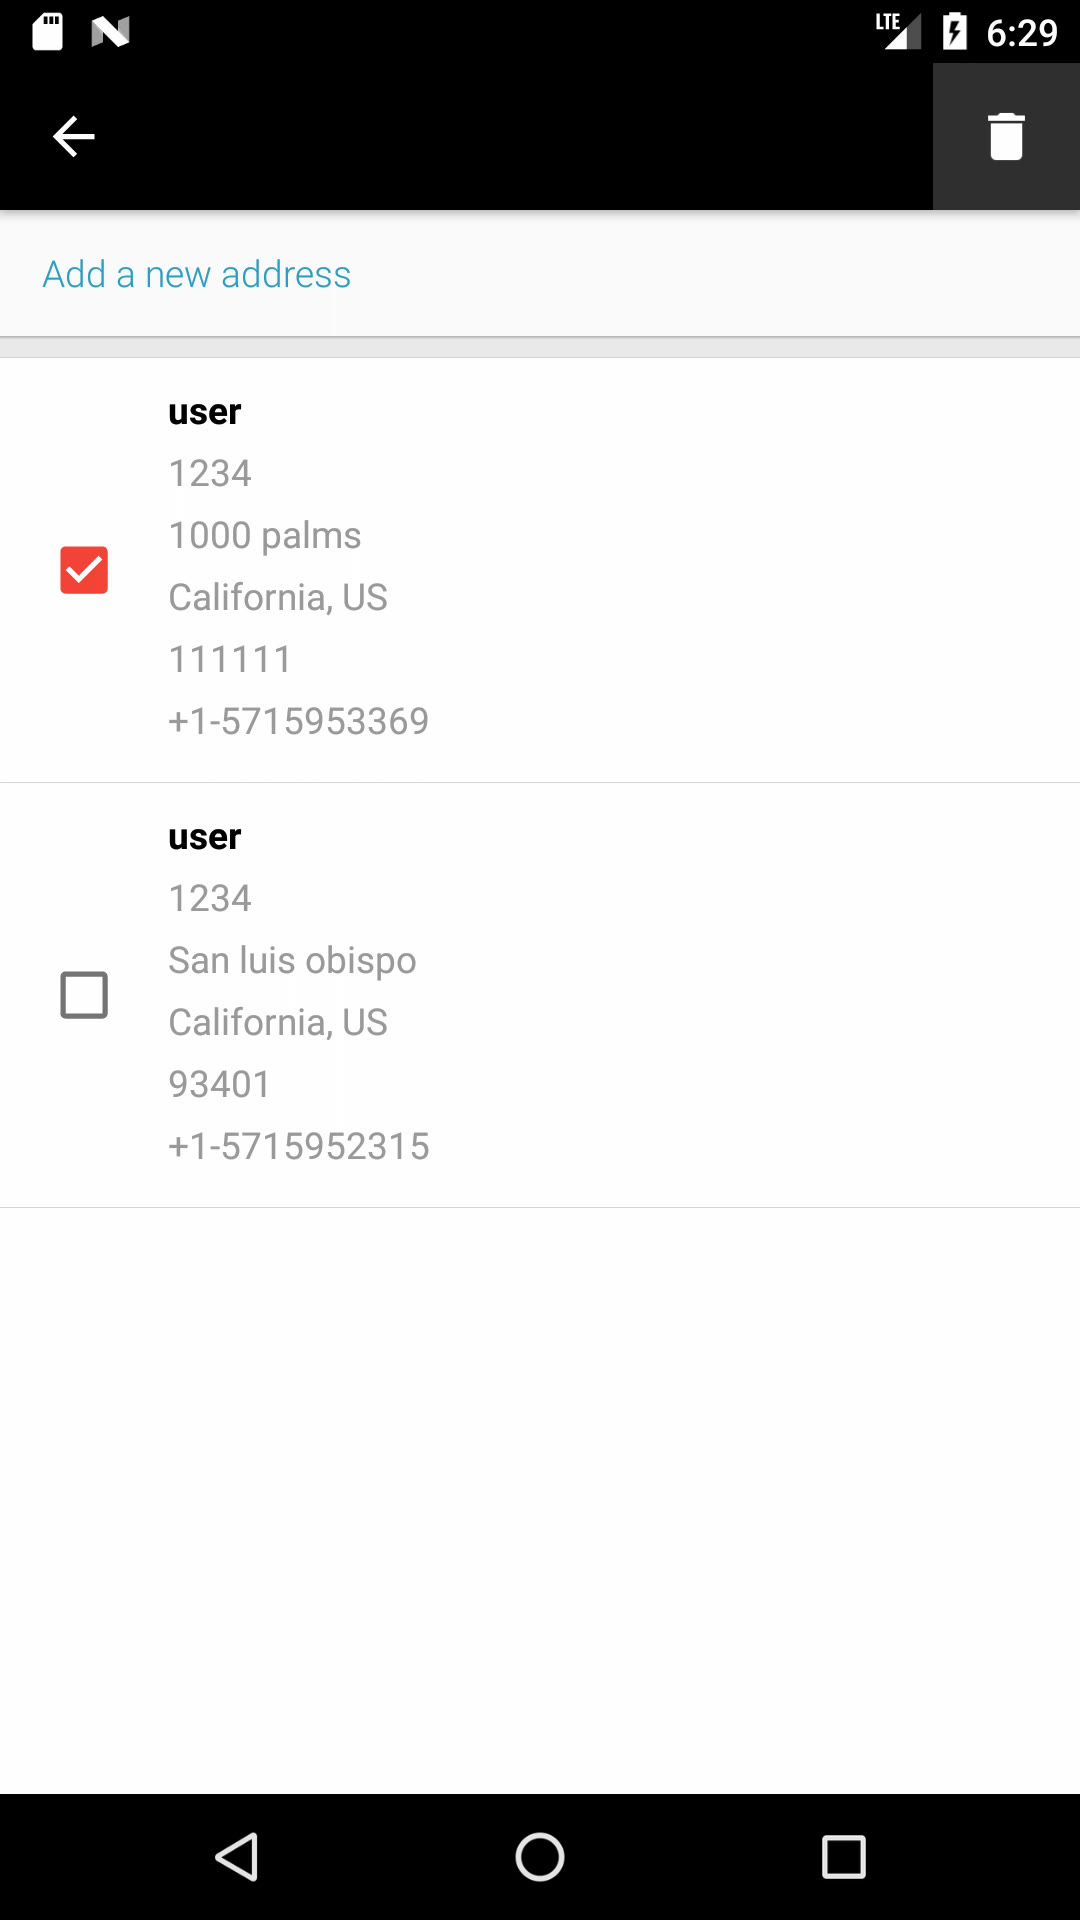 LTE 6:29
Add a new address
user
1234
1000 palms
California, US
111111
+1-5715953369
user
1234
San luis obispo
California, US
93401
+1-5715952315